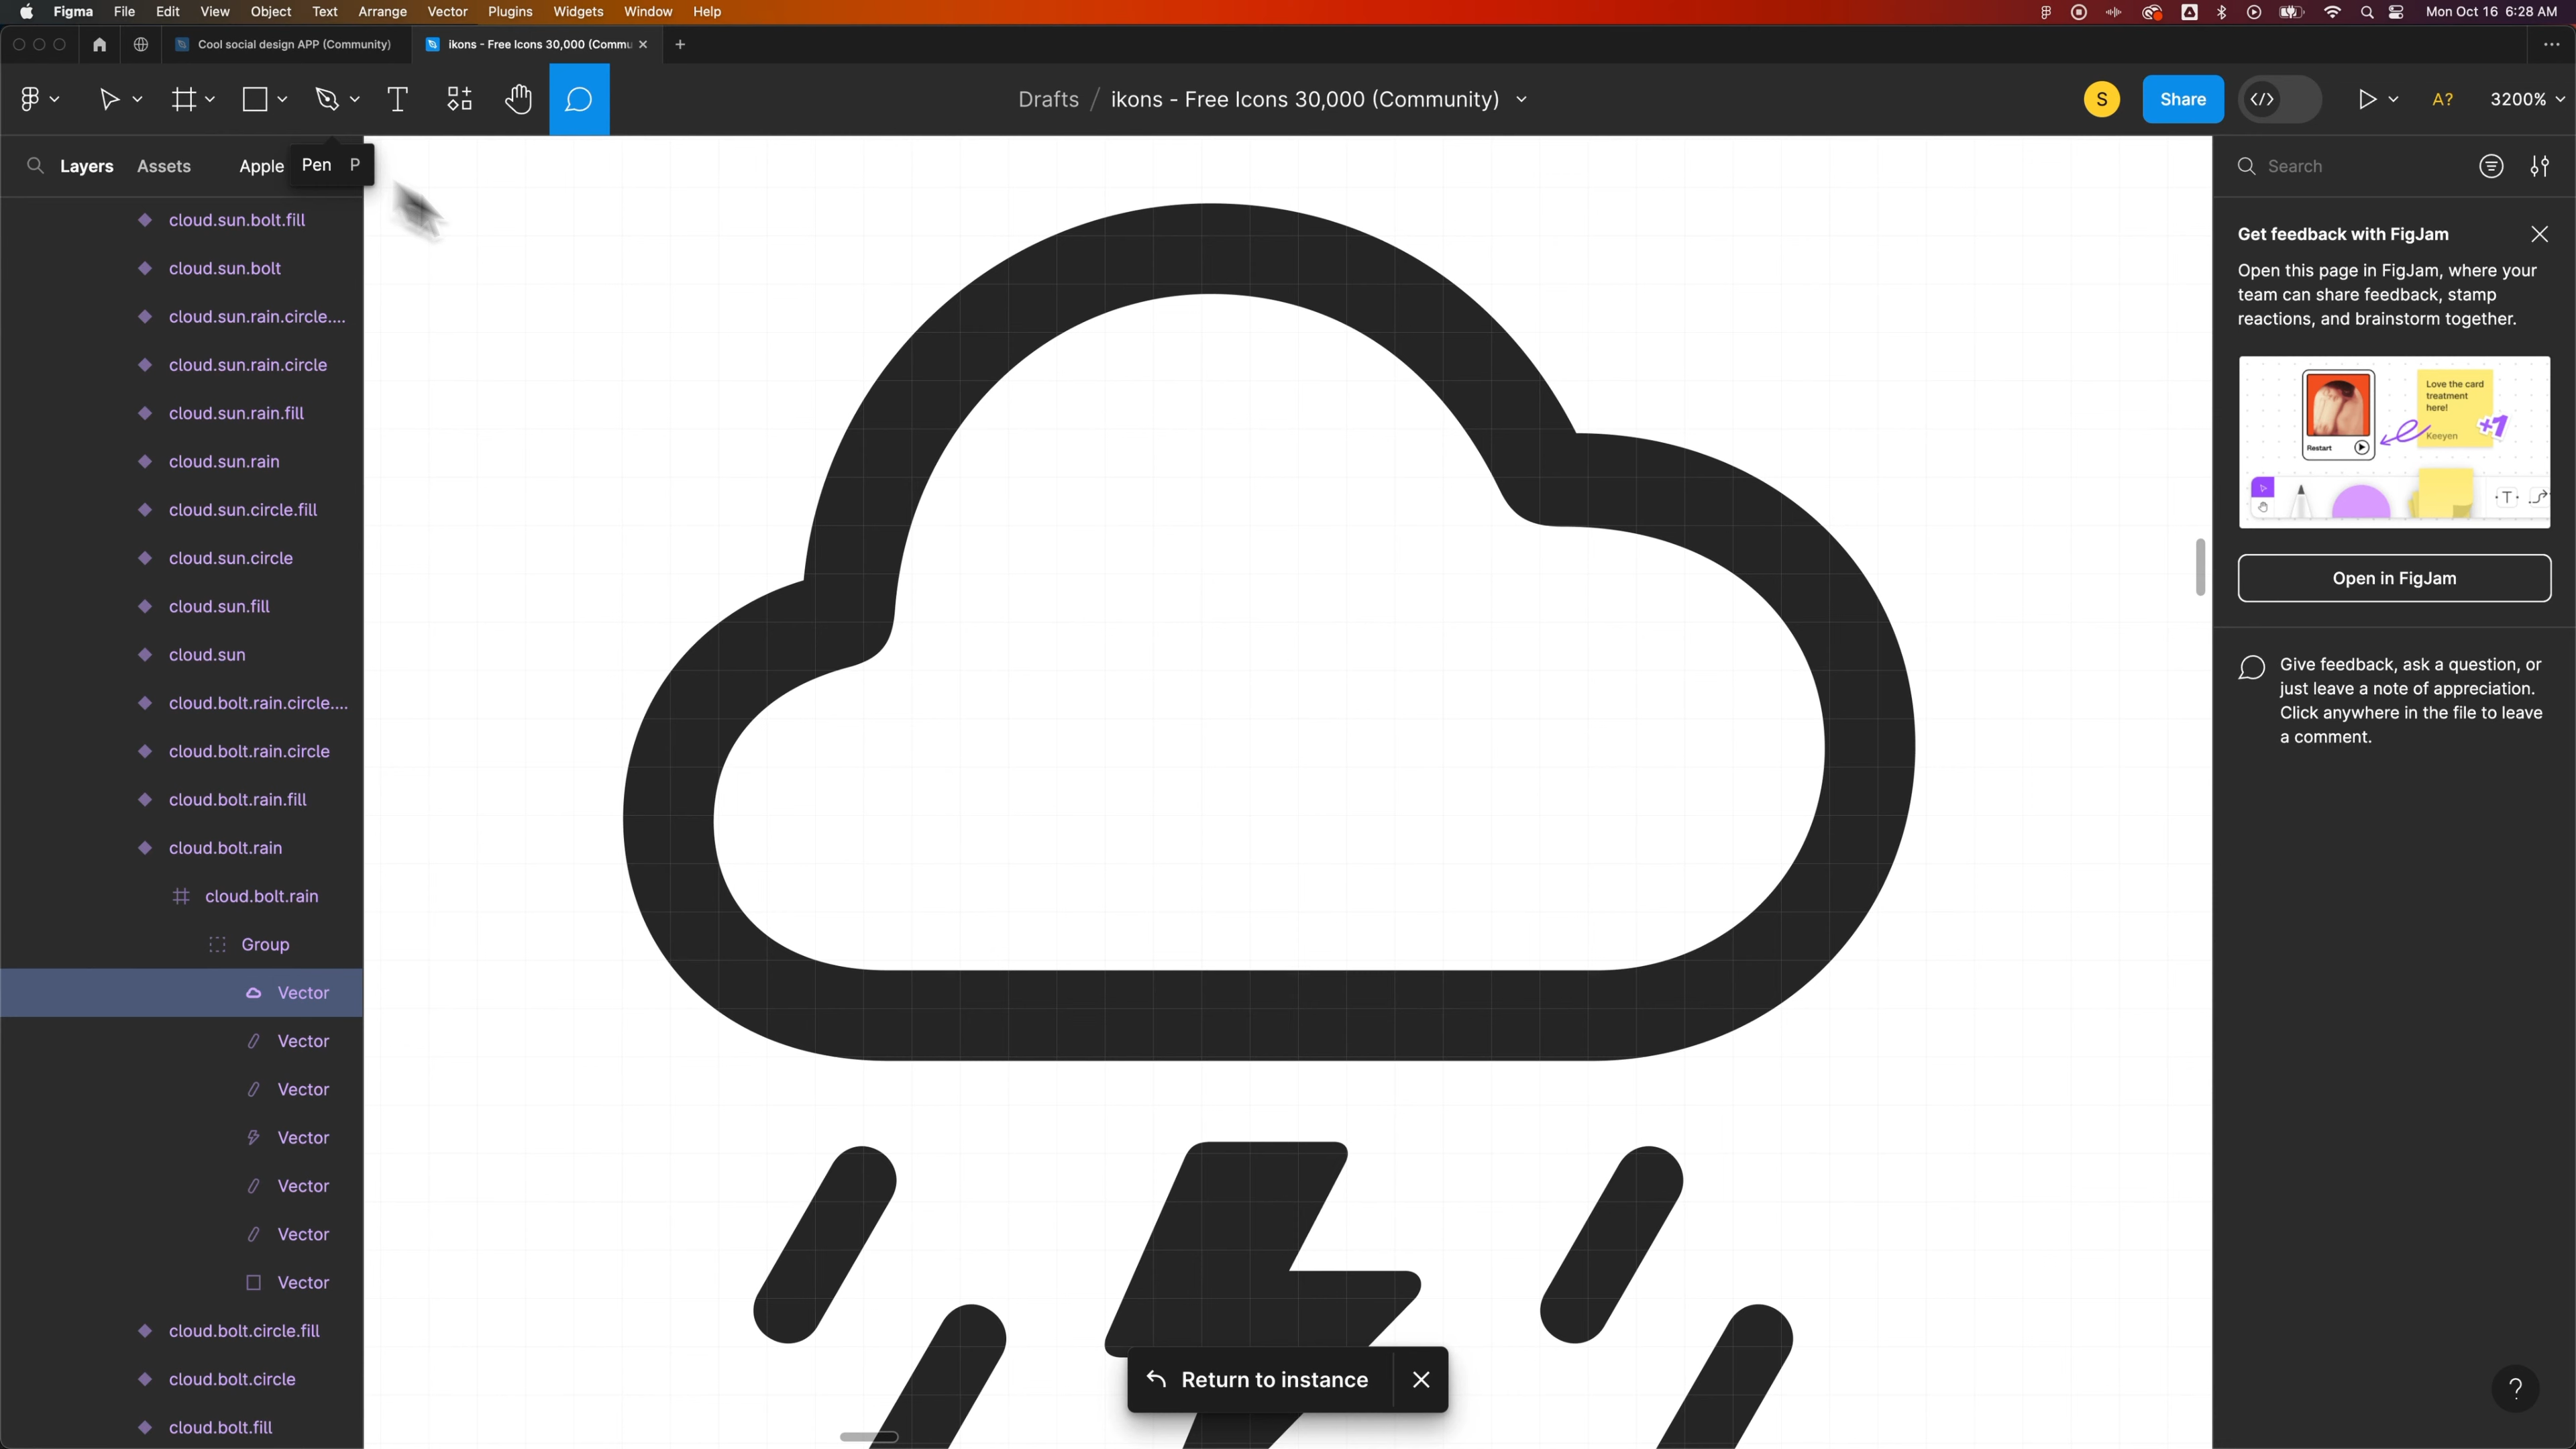 Figma File Edit View Object Text Arrange Vector Plugins Widgets Window Help Mon Oct 16 6:28 AM
Cool social design APP (Community) ikons - Free Icons 30,000 (Commu
Drafts / ikons - Free Icons 30,000 (Community) S Share A? 3200%
Layers Assets Apple Pen P
cloud.sun.bolt.fill
cloud.sun.bolt
cloud.sun.rain.circle....
cloud.sun.rain.circle
cloud.sun.rain.fill
cloud.sun.rain
cloud.sun.circle.fill
cloud.sun.circle
cloud.sun.fill
cloud.sun
cloud.bolt.rain.circle....
cloud.bolt.rain.circle
cloud.bolt.rain.fill
cloud.bolt.rain
cloud.bolt.rain
Group
Vector
Vector
Vector
Vector
Vector
Vector
Vector
cloud.bolt.circle.fill
cloud.bolt.circle
cloud.bolt.fill
Return to instance
Search
Get feedback with FigJam
Open this page in FigJam, where your
team can share feedback, stamp
reactions, and brainstorm together.
Love the card
treatment
here!
Keeyen
+1
Restart
T
Open in FigJam
Give feedback, ask a question, or
just leave a note of appreciation.
Click anywhere in the file to leave
a comment.
?